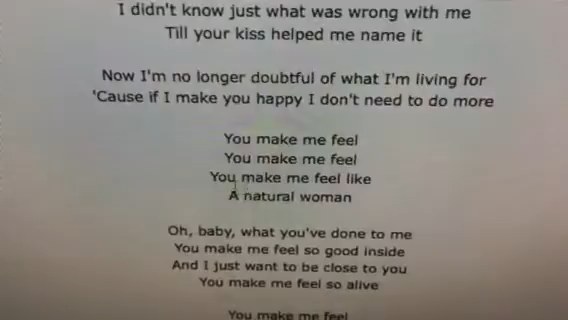 I didn't know just what was wrong with me
Till your kiss helped me name it
Now I'm no longer doubtful of what I'm living for
'Cause if I make you happy I don't need to do more
You make me feel
You make me feel
You make me feel like
A natural woman
Oh, baby, what you've done to me
You make me feel so good inside
And I just want to be close to you
You make me feel so alive
You make me feel